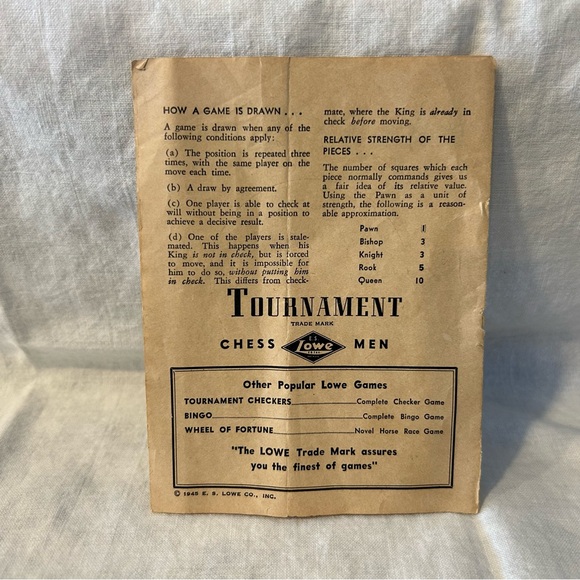 HOW A GAME IS DRAWN . . .
A game is drawn when any of the
following conditions apply:
(a) The position is repeated three
times, with the same player on the
move each time.
(b) A draw by agreement.
(c) One player is able to check at
will without being in a position to
achieve a decisive result.
(d) One of the players is stale-
mated. This happens when his
King is not in check, but is forced
to move, and it is impossible for
him to do so, without putting him
in check. This differs from check-
mate, where the King is already in
check before moving.
RELATIVE STRENGTH OF THE
PIECES . . .
The number of squares which each
piece normally commands gives us
a fair idea of its relative value.
Using the Pawn as a unit of
strength, the following is a reason-
able approximation.
Pawn 1
Bishop 3
Knight 3
Rook 5
Queen 10
TOURNAMENT
TRADE MARK
CHESS E.S. Lowe MEN
Other Popular Lowe Games
TOURNAMENT CHECKERS Complete Checker Game
BINGO Complete Bingo Game
WHEEL OF FORTUNE Novel Horse Race Game
"The LOWE Trade Mark assures
you the finest of games"
© 1945 E. S. LOWE CO., INC.